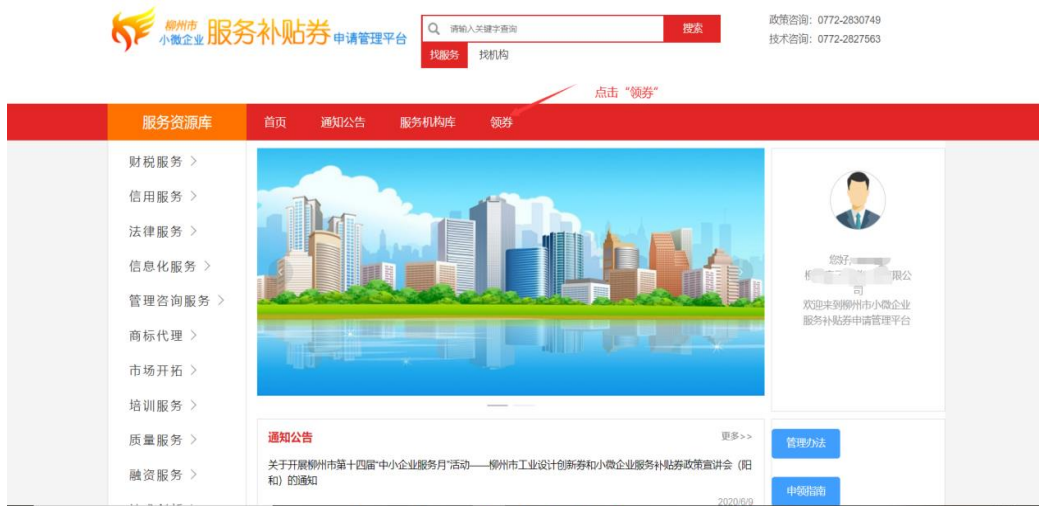 柳州市
小微企业 服务补贴券 申请管理平台
请输入关键字查询
搜索
找服务 找机构
政策咨询：0772-2830749
技术咨询：0772-2827563
点击“领券”
服务资源库 首页 通知公告 服务机构库 领券
财税服务 >
信用服务 >
法律服务 >
信息化服务 >
管理咨询服务 >
商标代理 >
市场开拓 >
培训服务 >
质量服务 >
融资服务 >
您好,
限公
司
欢迎来到柳州市小微企业
服务补贴券申请管理平台
通知公告 更多>>
关于开展柳州市第十四届“中小企业服务月”活动——柳州市工业设计创新券和小微企业服务补贴券政策宣讲会（阳
和）的通知
2020/6/9
管理办法
申领指南